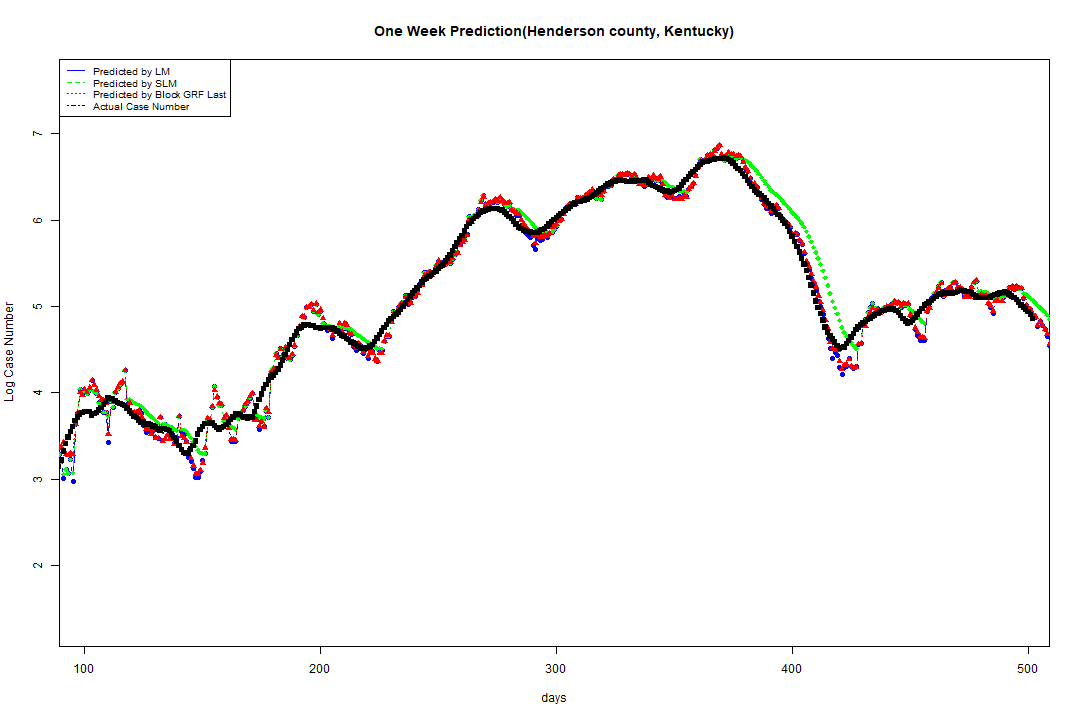 One Week Prediction(Henderson county, Kentucky)
Predicted by LM
Predicted by SLM
Predicted by Block GRF Last
Actual Case Number
7
6
5
4
3
2
Log Case Number
100 200 300 400 500
days